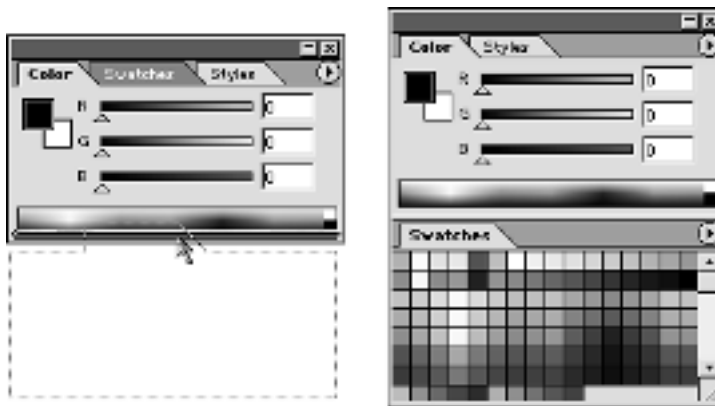 Color Swatches Styles
R 0
G 0
B 0
Color Styles
R 0
G 0
B 0
Swatches